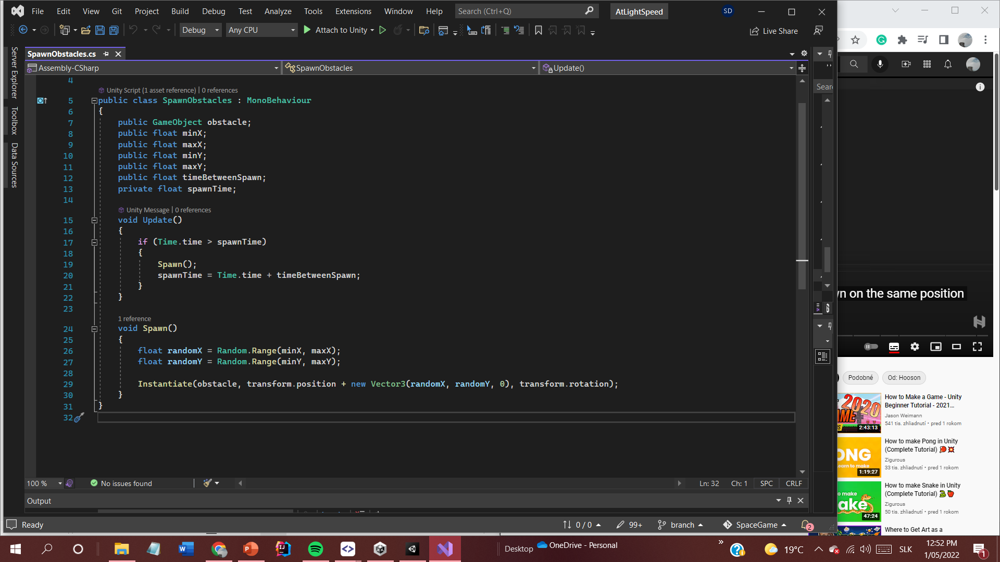 File Edit View Git Project Build Debug Test Analyze Tools Extensions Window Help Search (Ctrl+Q) AtLightSpeed SD
Debug Any CPU Attach to Unity Live Share
SpawnObstacles.cs
Assembly-CSharp SpawnObstacles Update()
Server Explorer
Toolbox
Data Sources
4
Unity Script (1 asset reference) | 0 references
5 public class SpawnObstacles : MonoBehaviour
6 {
7 public GameObject obstacle;
8 public float minX;
9 public float maxX;
10 public float minY;
11 public float maxY;
12 public float timeBetweenSpawn;
13 private float spawnTime;
14
Unity Message | 0 references
15 void Update()
16 {
17 if (Time.time > spawnTime)
18 {
19 Spawn();
20 spawnTime = Time.time + timeBetweenSpawn;
21 }
22 }
23
1 reference
24 void Spawn()
25 {
26 float randomX = Random.Range(minX, maxX);
27 float randomY = Random.Range(minY, maxY);
28
29 Instantiate(obstacle, transform.position + new Vector3(randomX, randomY, 0), transform.rotation);
30 }
31 }
32
100 % No issues found Ln: 32 Ch: 1 SPC CRLF
Output
Ready 0 / 0 99+ branch SpaceGame 2
Sear
on the same position
Podobné Od: Hooson
2020
2:43:13
How to Make a Game - Unity
Beginner Tutorial - 2021...
Jason Weimann
541 tis. zhliadnutí • pred 1 rokom
1:19:27
How to make Pong in Unity
(Complete Tutorial)
Zigurous
33 tis. zhliadnutí • pred 1 rokom
47:24
How to make Snake in Unity
(Complete Tutorial)
Zigurous
50 tis. zhliadnutí • pred 1 rokom
Where to Get Art as a
Desktop OneDrive - Personal 19°C SLK
12:52 PM
1/05/2022
1